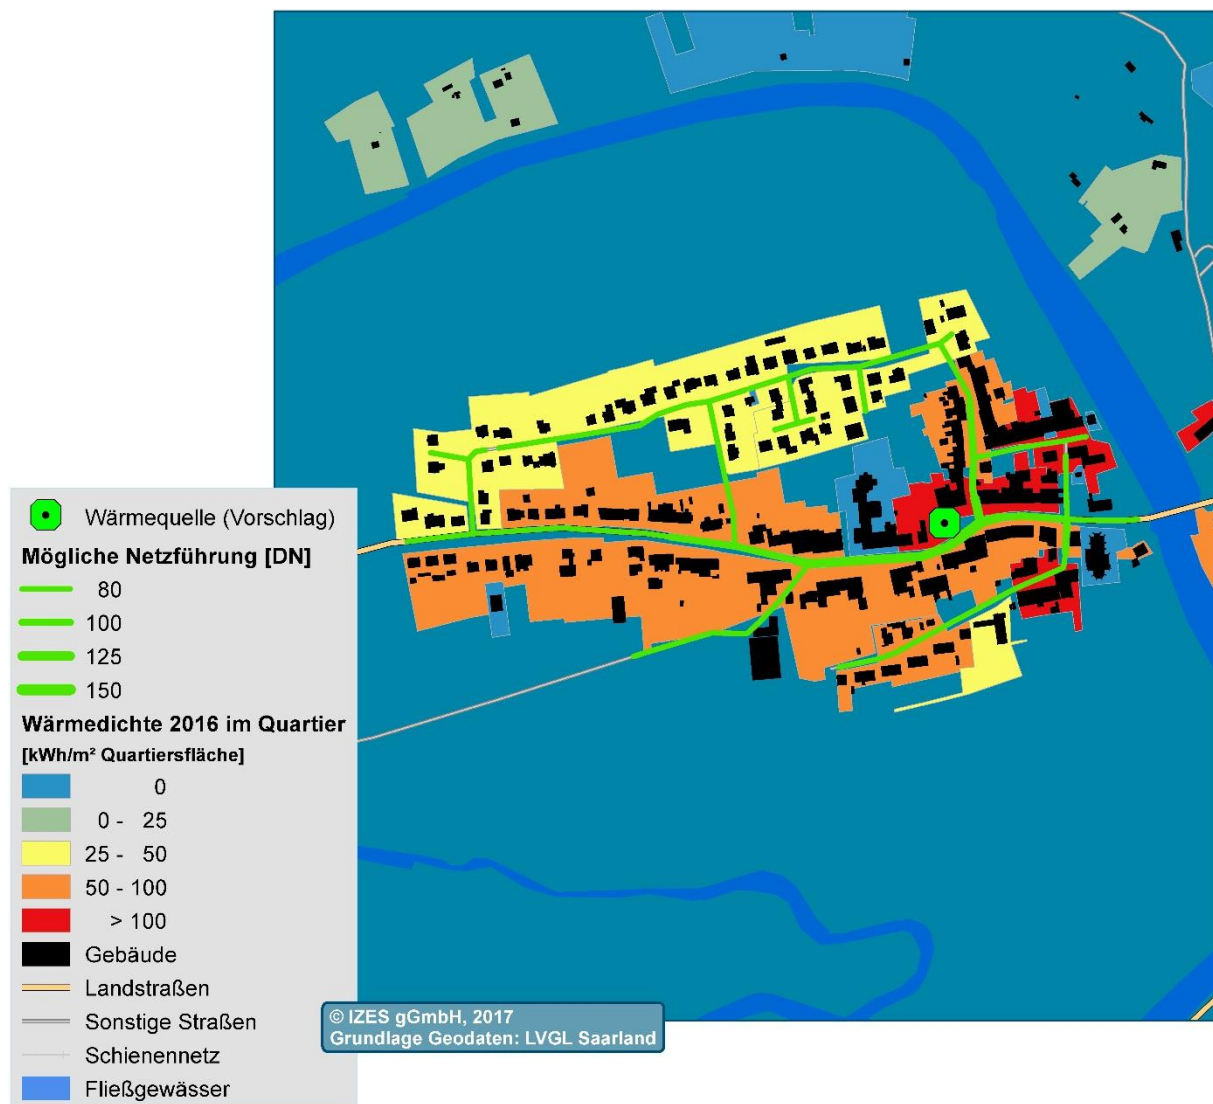 Wärmequelle (Vorschlag)
Mögliche Netzführung [DN]
80
100
125
150
Wärmedichte 2016 im Quartier
[kWh/m² Quartiersfläche]
0
0 - 25
25 - 50
50 - 100
> 100
Gebäude
Landstraßen
Sonstige Straßen
Schienennetz
Fließgewässer
© IZES gGmbH, 2017
Grundlage Geodaten: LVGL Saarland